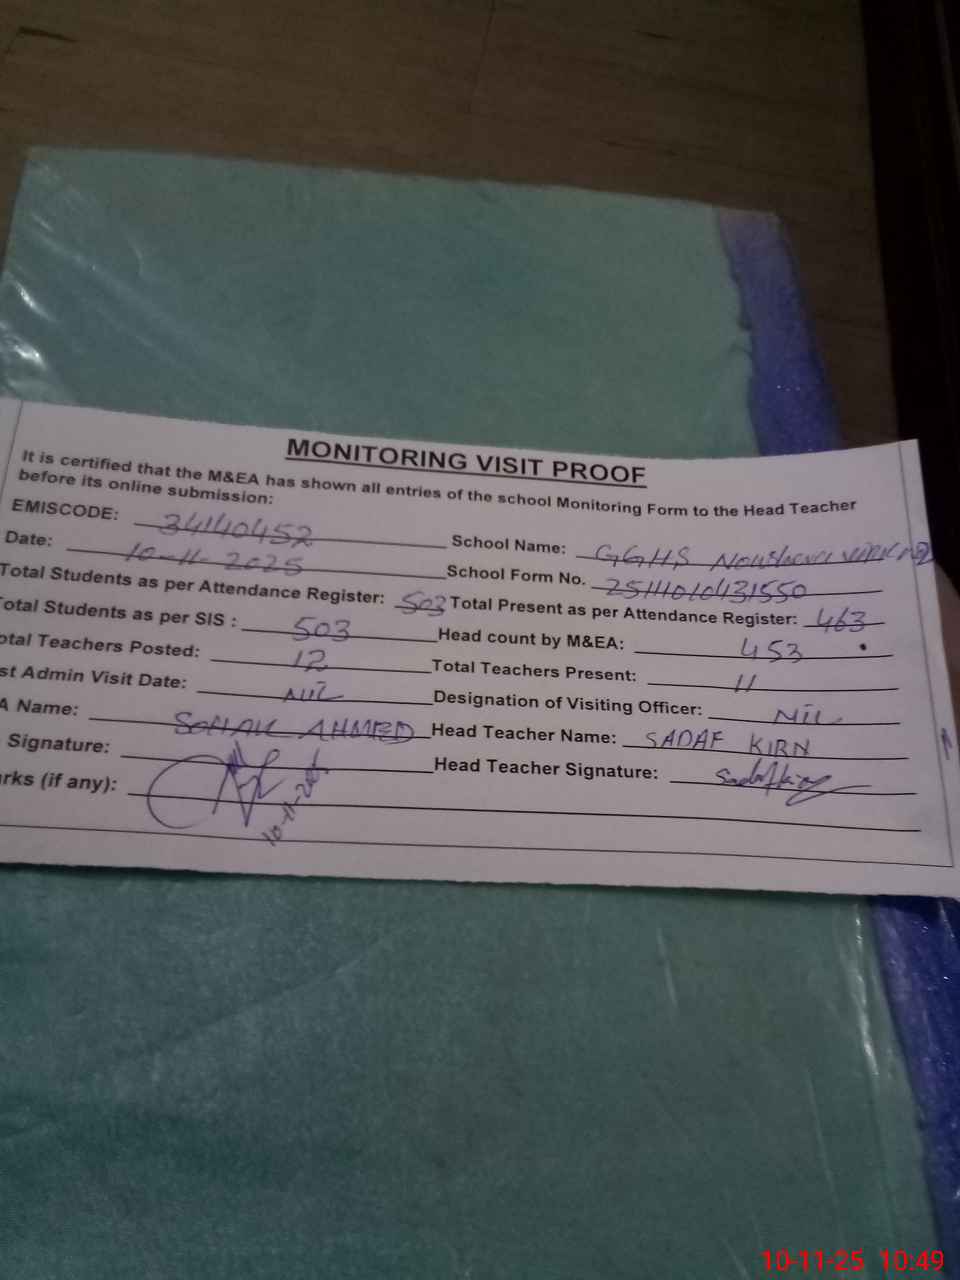 MONITORING VISIT PROOF
It is certified that the M&EA has shown all entries of the school Monitoring Form to the Head Teacher
before its online submission:
EMISCODE: 34140452 School Name: GGHS
Date: 10-11-2025 School Form No. 25111010431550
Total Students as per Attendance Register: 503 Total Present as per Attendance Register: 463
Total Students as per SIS : 503 Head count by M&EA: 453
otal Teachers Posted: 12 Total Teachers Present: 11
st Admin Visit Date: NIL Designation of Visiting Officer: NIL
A Name: AHMED Head Teacher Name: SADAF KIRN
Signature: Head Teacher Signature:
rks (if any):
10-11-25 10:49